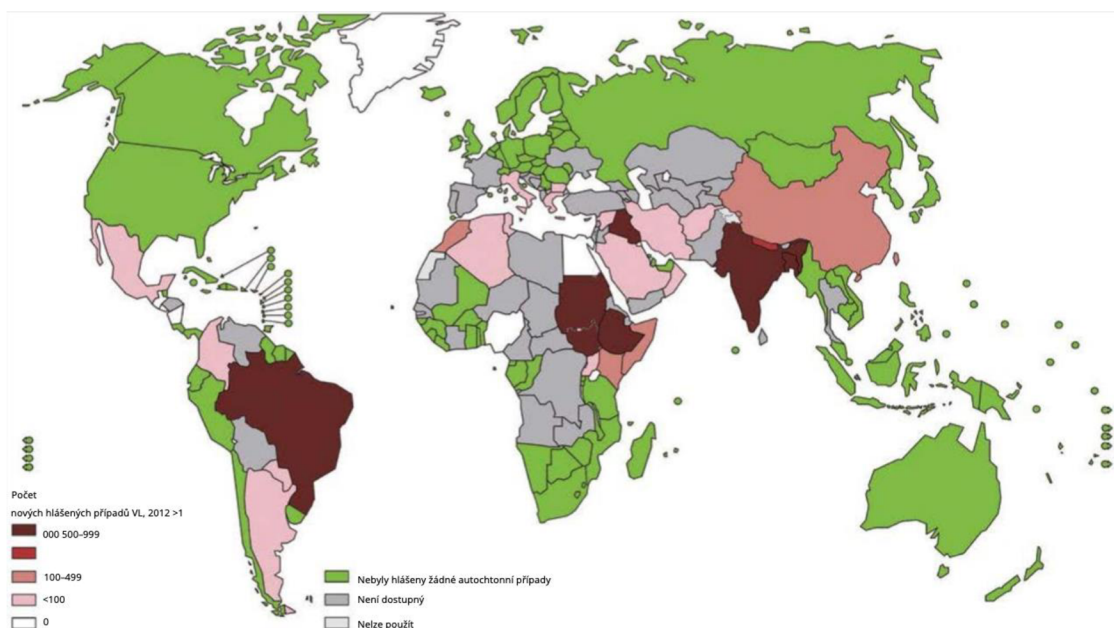 Počet
nových hlášených případů VL, 2012 >1
000 500–999
100–499
<100
0
Nebyly hlášeny žádné autochtonní případy
Není dostupný
Nelze použít